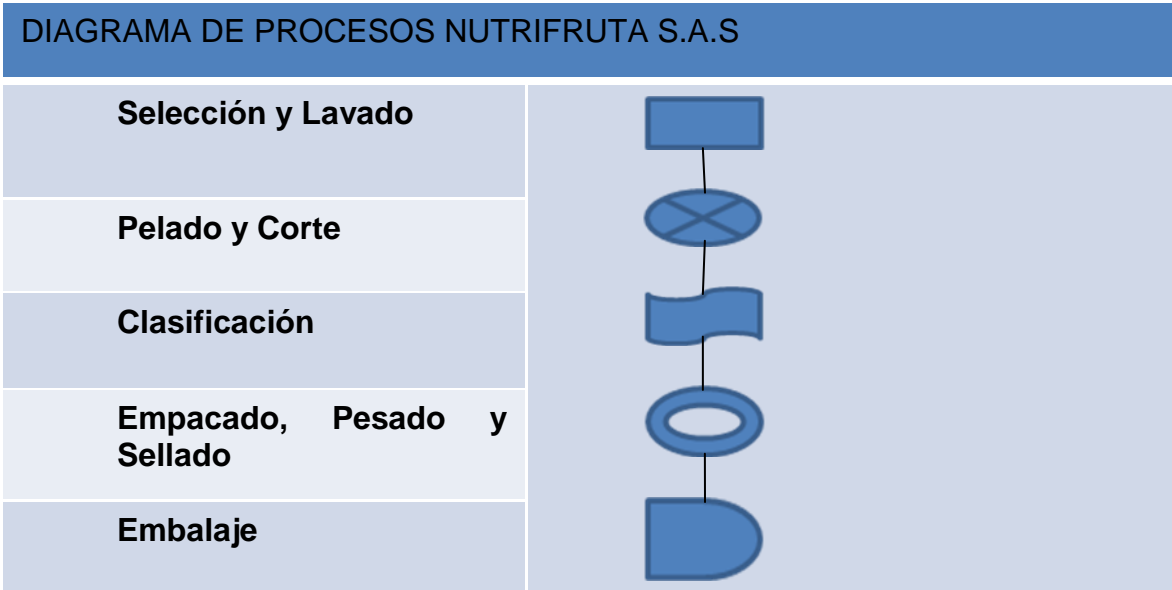 DIAGRAMA DE PROCESOS NUTRIFRUTA S.A.S
Selección y Lavado
Pelado y Corte
Clasificación
Empacado, Pesado y
Sellado
Embalaje